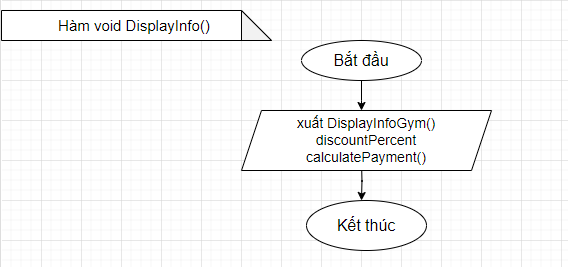 Hàm void DisplayInfo()
Bắt đầu
xuất DisplayInfoGym()
discountPercent
calculatePayment()
Kết thúc